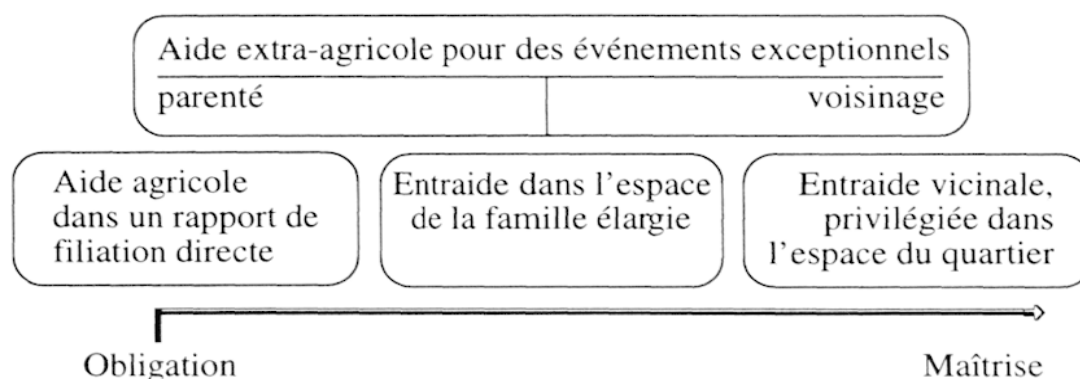 Aide extra-agricole pour des événements exceptionnels
parenté voisinage
Aide agricole
dans un rapport de
filiation directe
Entraide dans l'espace
de la famille élargie
Entraide vicinale,
privilégiée dans
l'espace du quartier
Obligation Maîtrise